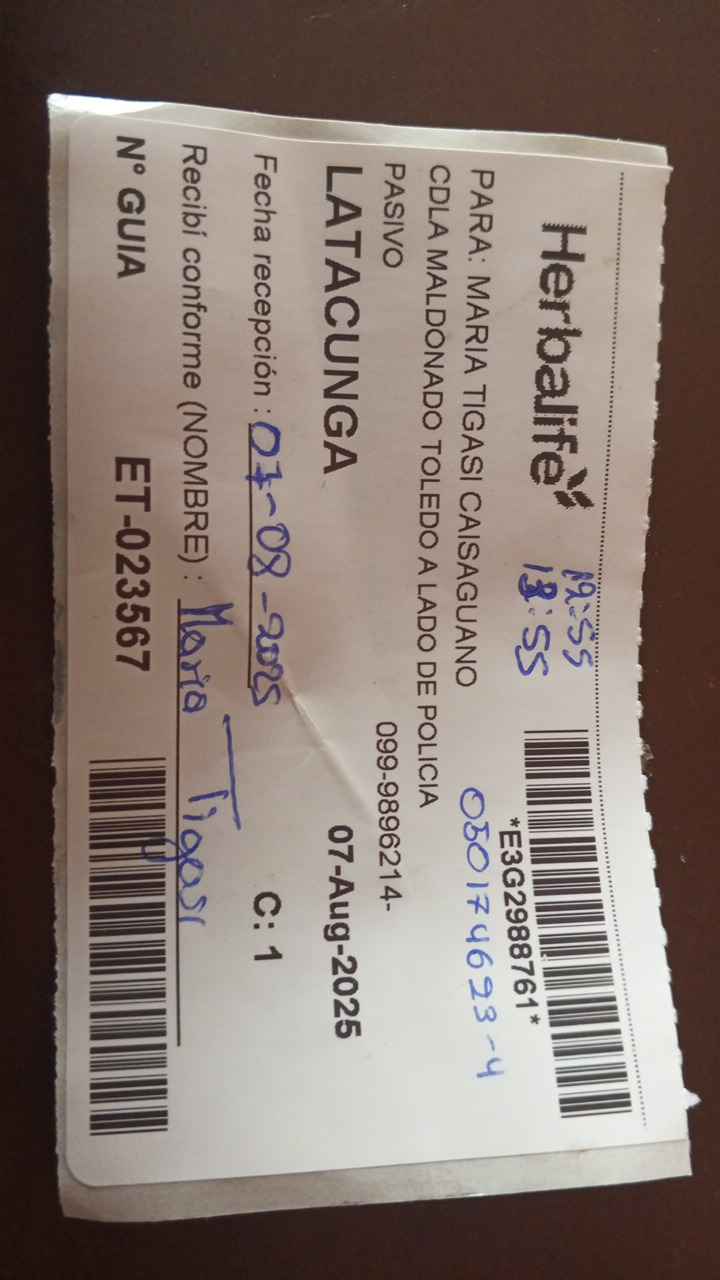 Herbalife
19:55
18:55
*E3G2988761*
PARA: MARIA TIGASI CAISAGUANO
0501746923-4
CDLA MALDONADO TOLEDO A LADO DE POLICIA
PASIVO
099-9896214-
LATACUNGA
07-Aug-2025
Fecha recepción : 07-08-2025
C: 1
Recibí conforme (NOMBRE) : Maria Tigasi
N° GUIA
ET-023567